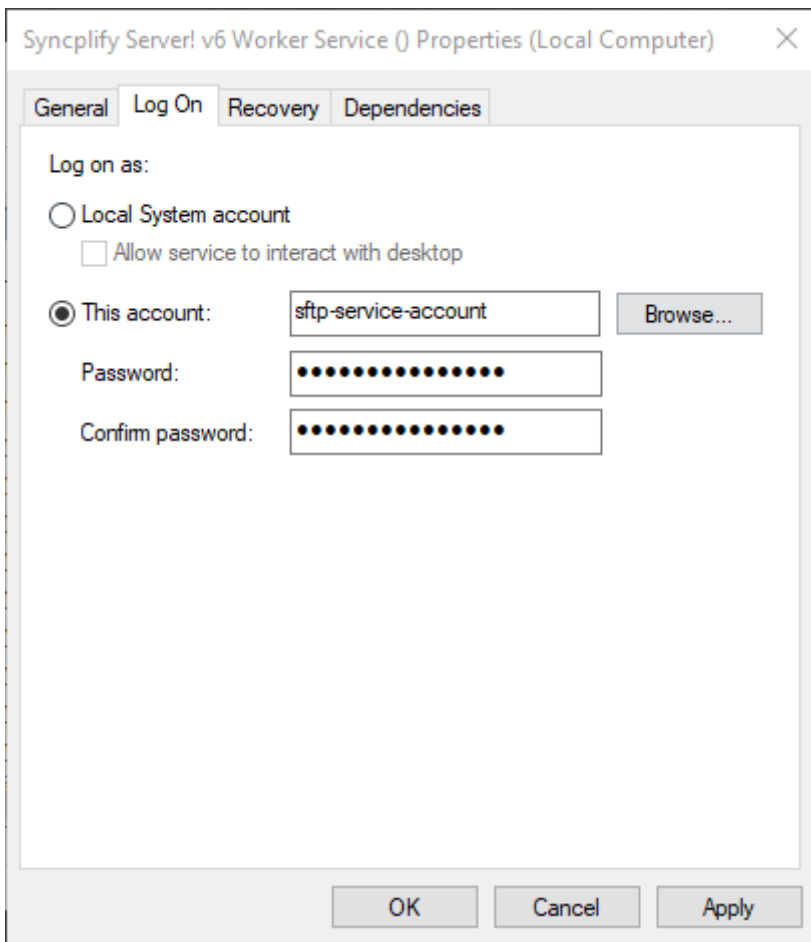 Syncplify Server! v6 Worker Service () Properties (Local Computer)
General Log On Recovery Dependencies
Log on as:
Local System account
Allow service to interact with desktop
This account: sftp-service-account Browse...
Password: ●●●●●●●●●●●●●●●
Confirm password: ●●●●●●●●●●●●●●●
OK Cancel Apply